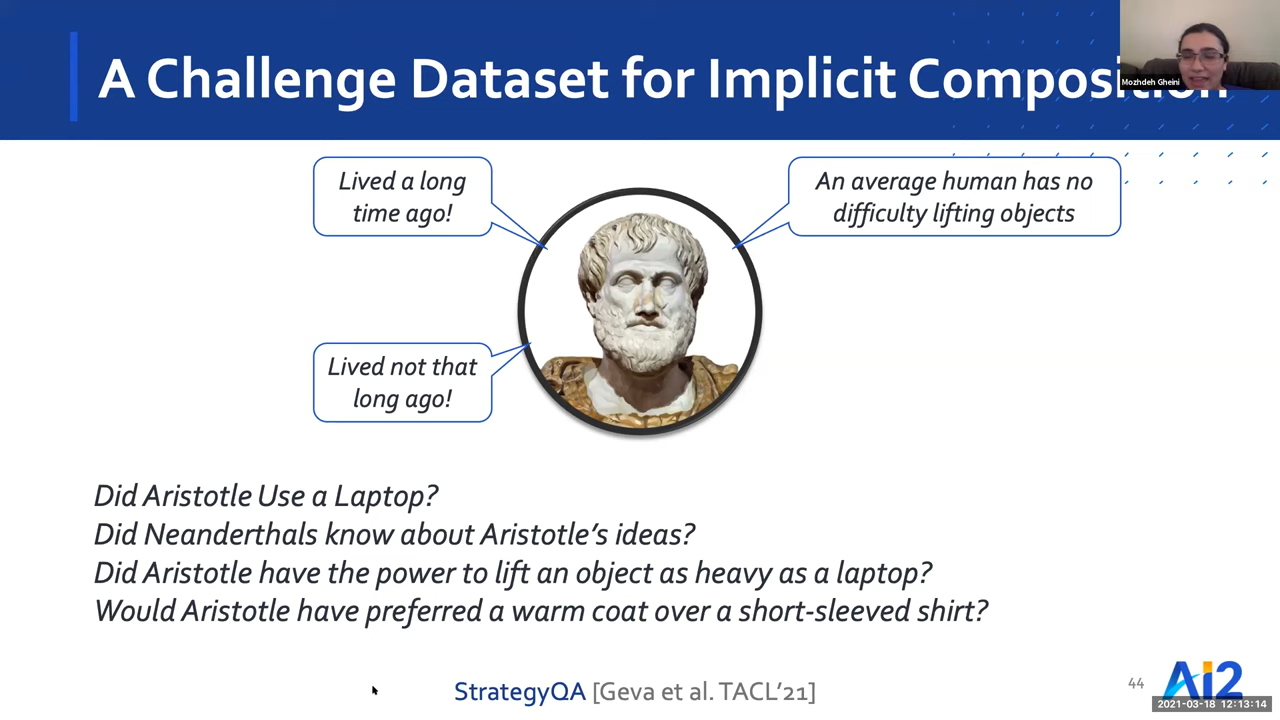 A Challenge Dataset for Implicit Composition
Mozhdeh Gheini
Lived a long
time ago!
An average human has no
difficulty lifting objects
Lived not that
long ago!
Did Aristotle Use a Laptop?
Did Neanderthals know about Aristotle's ideas?
Did Aristotle have the power to lift an object as heavy as a laptop?
Would Aristotle have preferred a warm coat over a short-sleeved shirt?
StrategyQA [Geva et al. TACL'21]
44
AI2
2021-03-18 12:13:14